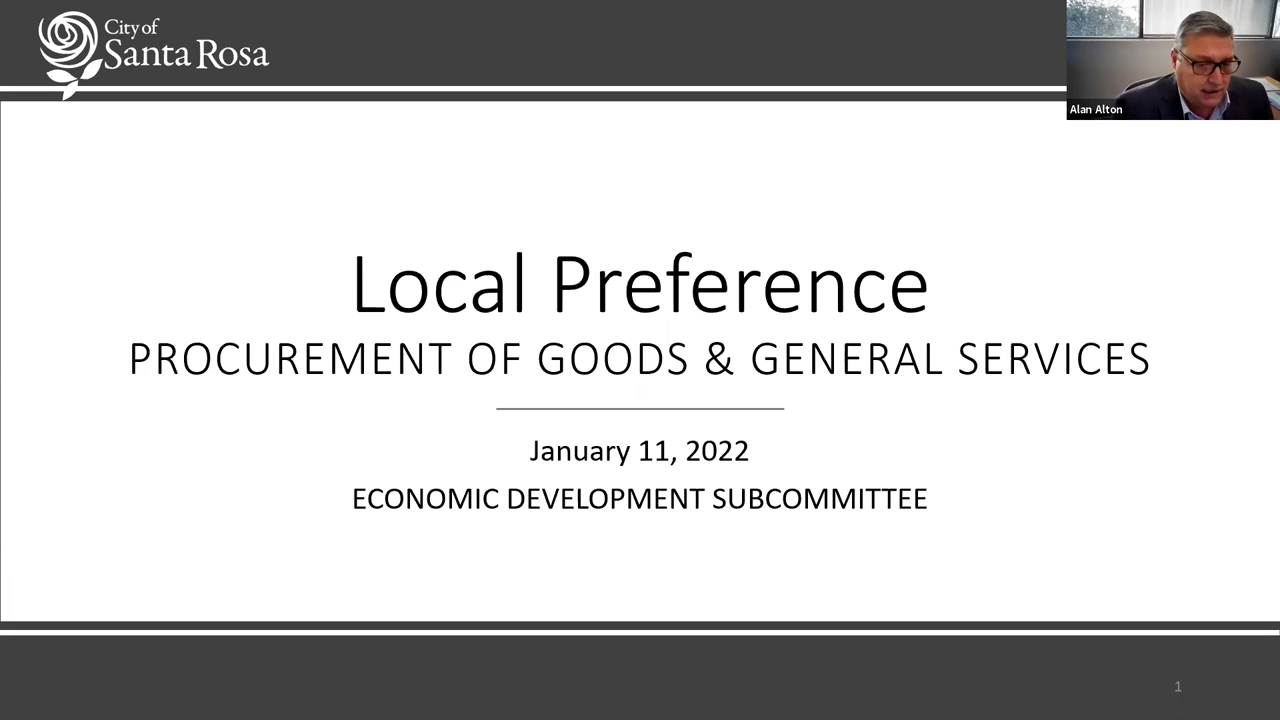 City of
Santa Rosa
Alan Alton
Local Preference
PROCUREMENT OF GOODS & GENERAL SERVICES
January 11, 2022
ECONOMIC DEVELOPMENT SUBCOMMITTEE
1